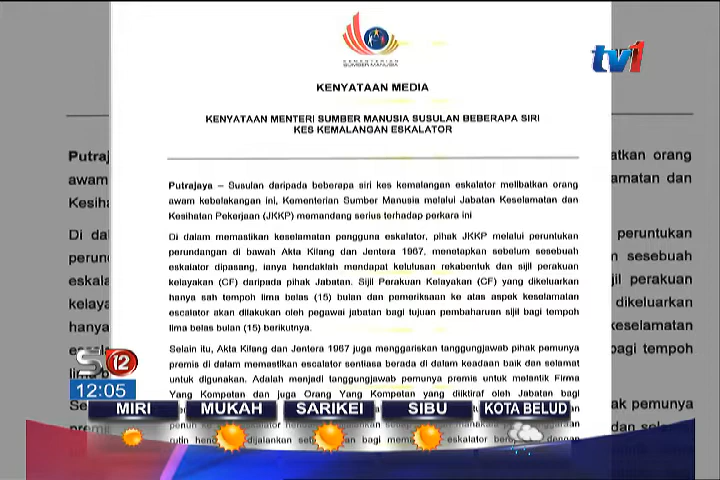 KEMENTERIAN
SUMBER MANUSIA
tv1
KENYATAAN MEDIA
KENYATAAN MENTERI SUMBER MANUSIA SUSULAN BEBERAPA SIRI
KES KEMALANGAN ESKALATOR
Putrajaya – Susulan daripada beberapa siri kes kemalangan eskalator melibatkan orang
awam kebelakangan ini, Kementerian Sumber Manusia melalui Jabatan Keselamatan dan
Kesihatan Pekerjaan (JKKP) memandang serius terhadap perkara ini
Di dalam memastikan keselamatan pengguna eskalator, pihak JKKP melalui peruntukan
perundangan di bawah Akta Kilang dan Jentera 1967, menetapkan sebelum sesebuah
eskalator dipasang, ianya hendaklah mendapat kelulusan rekabentuk dan sijil perakuan
kelayakan (CF) daripada pihak Jabatan. Sijil Perakuan Kelayakan (CF) yang dikeluarkan
hanya sah tempoh lima belas (15) bulan dan pemeriksaan ke atas aspek keselamatan
escalator akan dilakukan oleh pegawai jabatan bagi tujuan pembaharuan sijil bagi tempoh
lima belas bulan (15) berikutnya.
Selain itu, Akta Kilang dan Jentera 1967 juga menggariskan tanggungjawab pihak pemunya
premis di dalam memastikan escalator sentiasa berada di dalam keadaan baik dan selamat
untuk digunakan. Adalah menjadi tanggungjawab pemunya premis untuk melantik Firma
Yang Kompetan dan juga Orang Yang Kompetan yang diiktiraf oleh Jabatan bagi
S 12
12:05
MIRI
MUKAH
SARIKEI
SIBU
KOTA BELUD